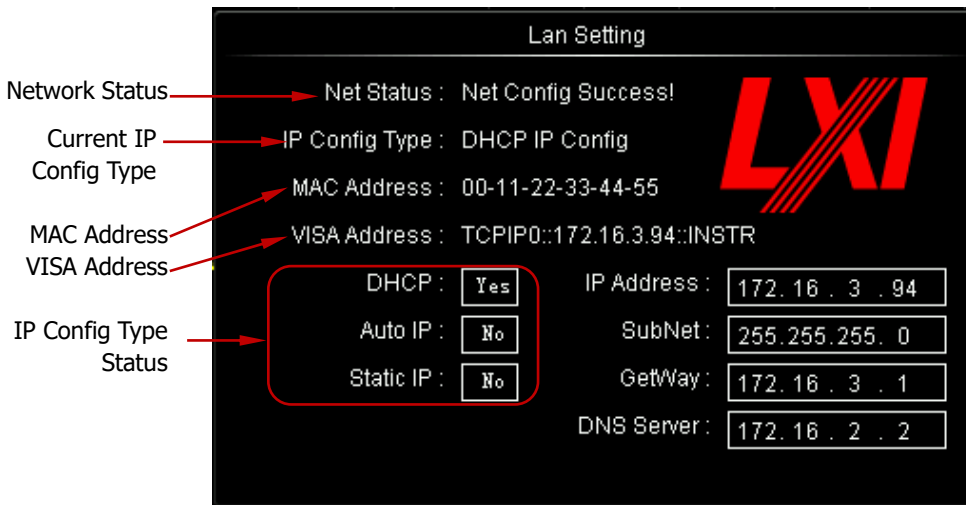 Lan Setting
Network Status
Net Status : Net Config Success!
LXI
Current IP
Config Type
IP Config Type : DHCP IP Config
MAC Address : 00-11-22-33-44-55
MAC Address
VISA Address : TCPIP0::172.16.3.94::INSTR
VISA Address
DHCP : Yes IP Address : 172. 16 . 3 . 94
IP Config Type
Status
Auto IP : No SubNet : 255.255.255. 0
Static IP : No GetWay : 172. 16 . 3 . 1
DNS Server : 172. 16 . 2 . 2